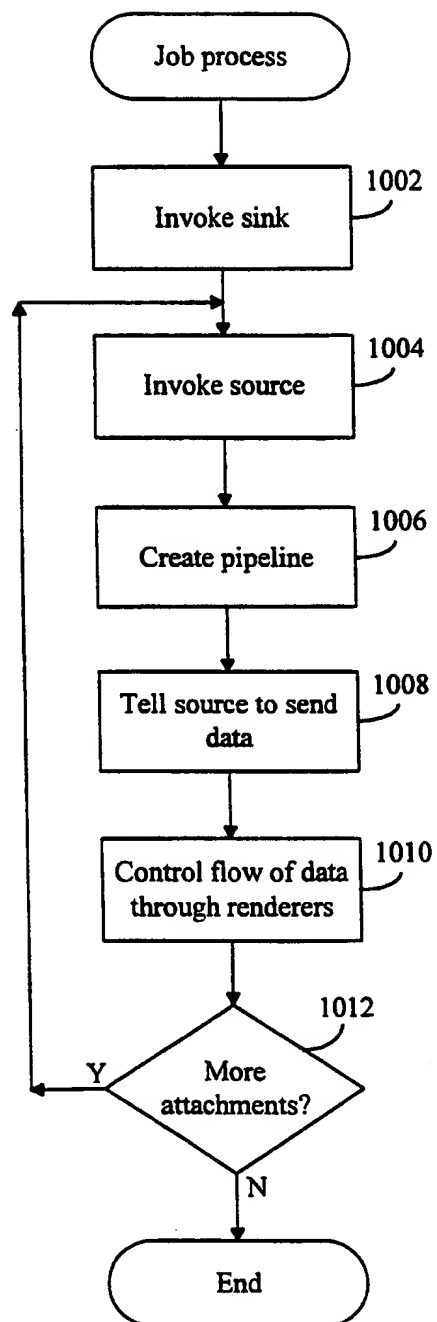 Job process
1002
Invoke sink
1004
Invoke source
1006
Create pipeline
1008
Tell source to send
data
1010
Control flow of data
through renderers
1012
More
attachments?
Y
N
End